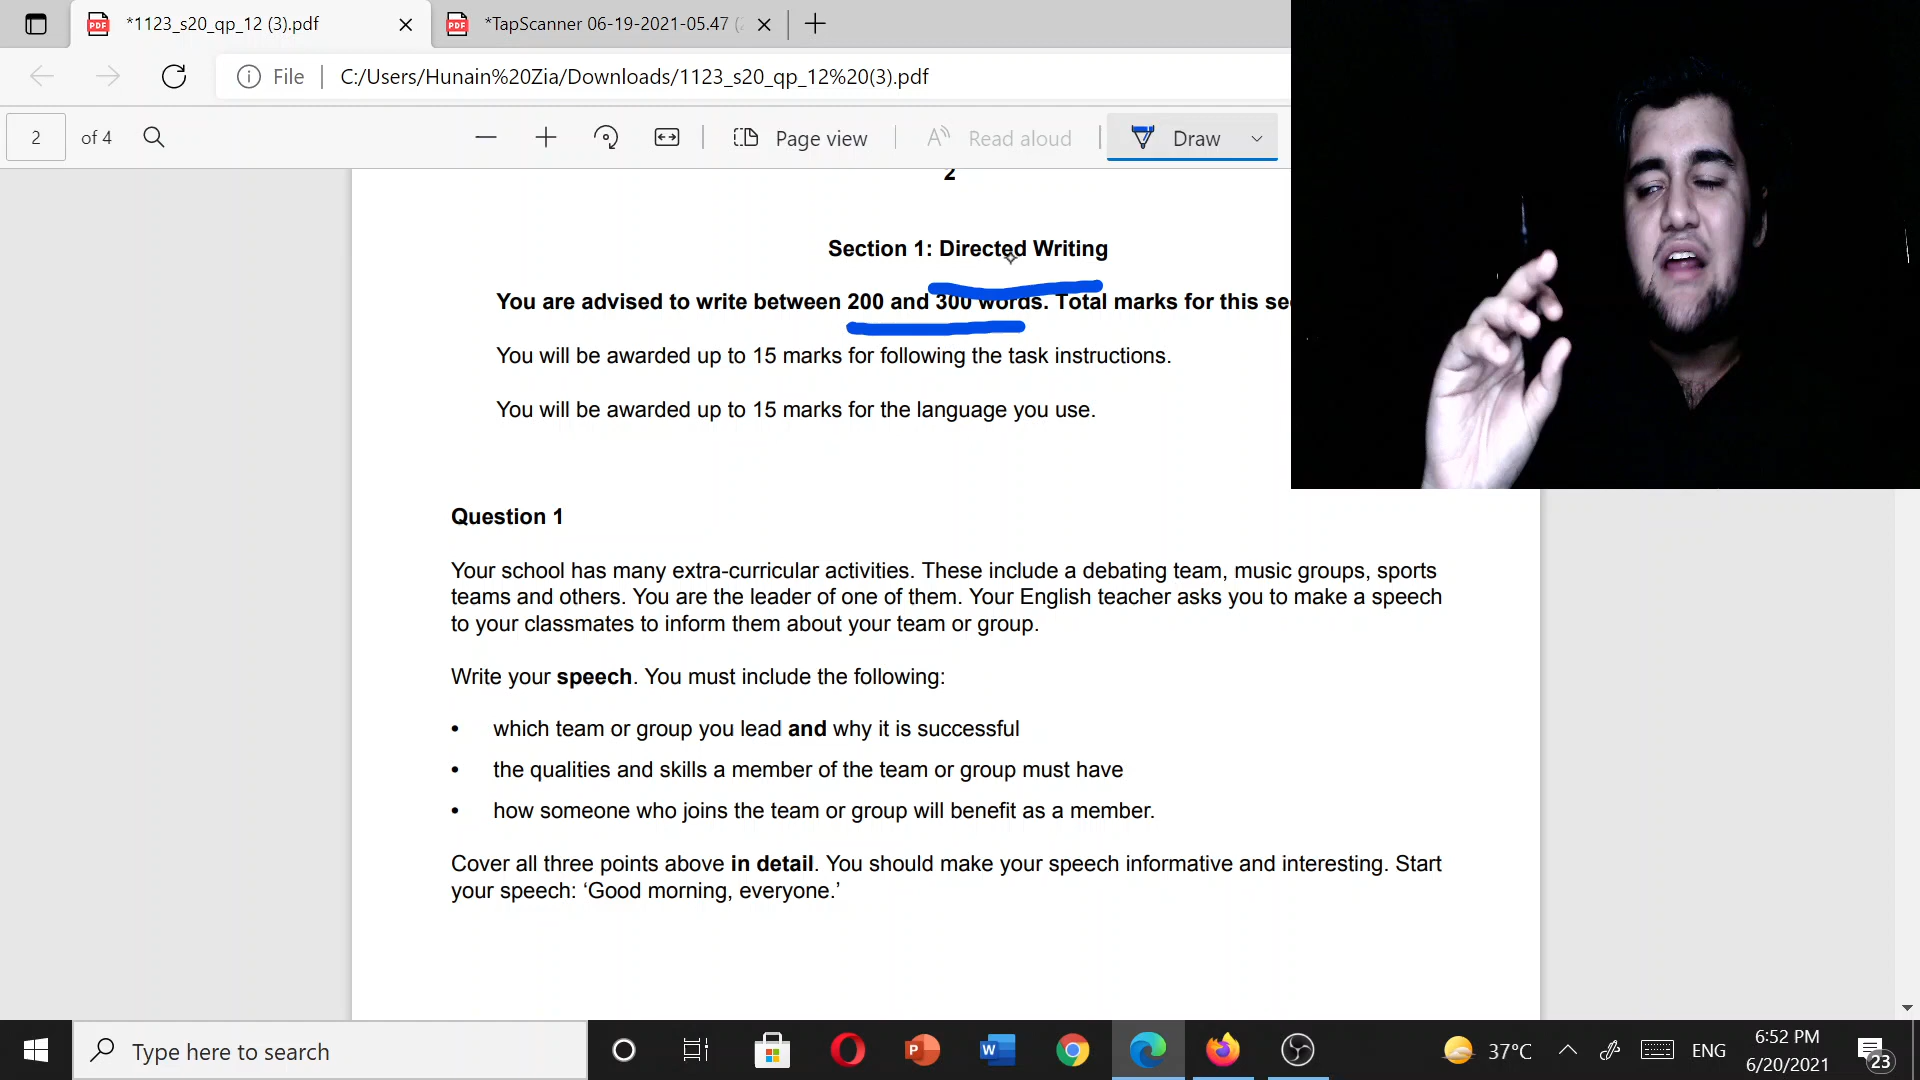 *1123_s20_qp_12 (3).pdf
*TapScanner 06-19-2021-05.47
File
C:/Users/Hunain%20Zia/Downloads/1123_s20_qp_12%20(3).pdf
2 of 4
Page view
Read aloud
Draw
2
Section 1: Directed Writing
You are advised to write between 200 and 300 words. Total marks for this se
You will be awarded up to 15 marks for following the task instructions.
You will be awarded up to 15 marks for the language you use.
Question 1
Your school has many extra-curricular activities. These include a debating team, music groups, sports
teams and others. You are the leader of one of them. Your English teacher asks you to make a speech
to your classmates to inform them about your team or group.
Write your speech. You must include the following:
• which team or group you lead and why it is successful
• the qualities and skills a member of the team or group must have
• how someone who joins the team or group will benefit as a member.
Cover all three points above in detail. You should make your speech informative and interesting. Start
your speech: ‘Good morning, everyone.’
Type here to search
37°C
ENG
6:52 PM
6/20/2021
23